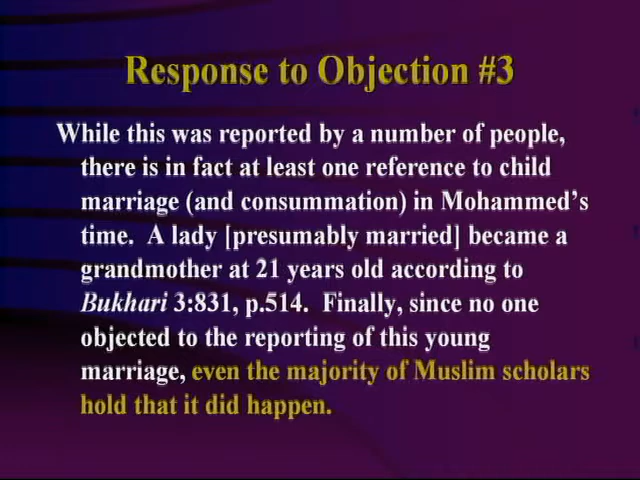 Response to Objection #3
While this was reported by a number of people,
there is in fact at least one reference to child
marriage (and consummation) in Mohammed's
time. A lady [presumably married] became a
grandmother at 21 years old according to
Bukhari 3:831, p.514. Finally, since no one
objected to the reporting of this young
marriage, even the majority of Muslim scholars
hold that it did happen.